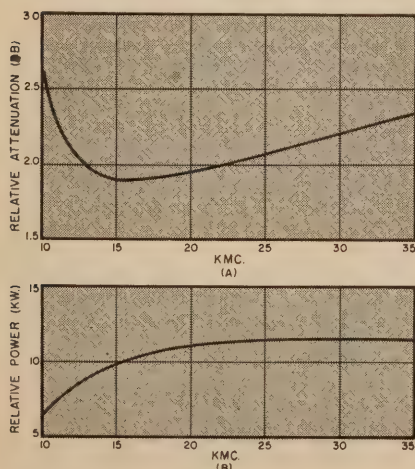 RELATIVE ATTENUATION (DB)
3.0
2.5
2.0
1.5
10 15 20 25 30 35
KMC.
(A)
RELATIVE POWER (KW.)
15
10
5
10 15 20 25 30 35
KMC.
(B)